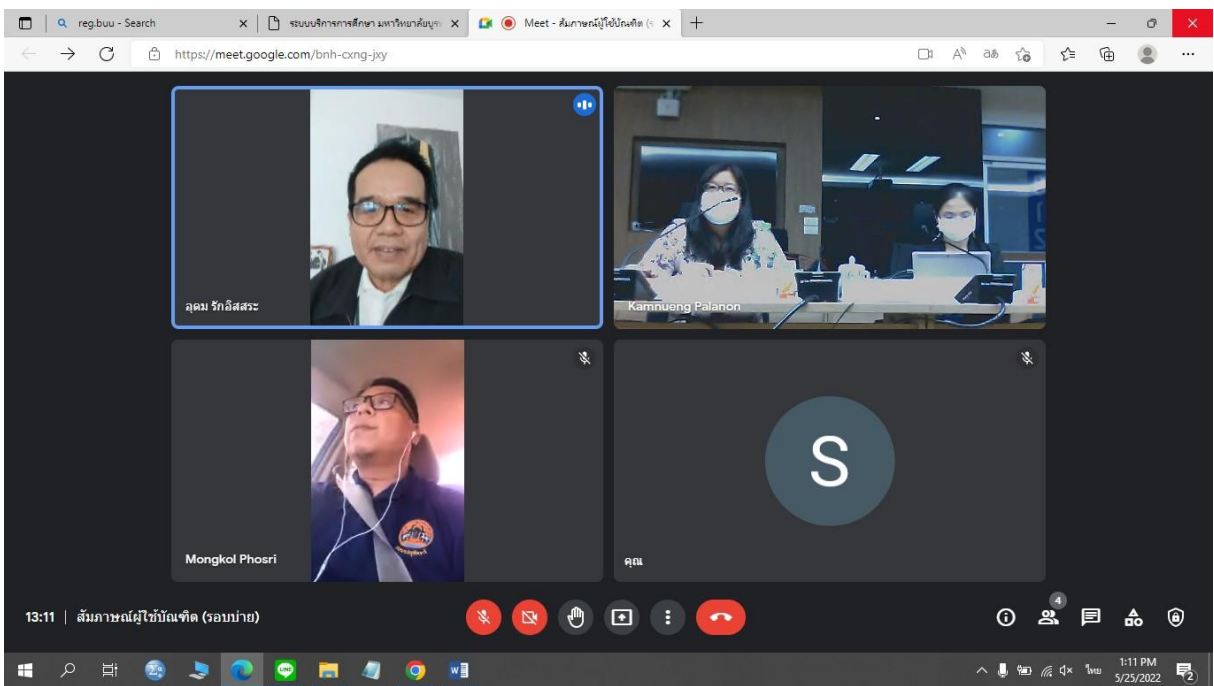 reg.buu - Search
ระบบบริการการศึกษา มหาวิทยาลัยบูร
Meet - สัมภาษณ์ผู้ใช้บัณฑิต (ร
https://meet.google.com/bnh-cxng-jxy
อุดม รักอิสสระ
Kamnueng Palanon
Mongkol Phosri
S
คุณ
13:11 | สัมภาษณ์ผู้ใช้บัณฑิต (รอบบ่าย)
4
ไทย
1:11 PM
5/25/2022
2